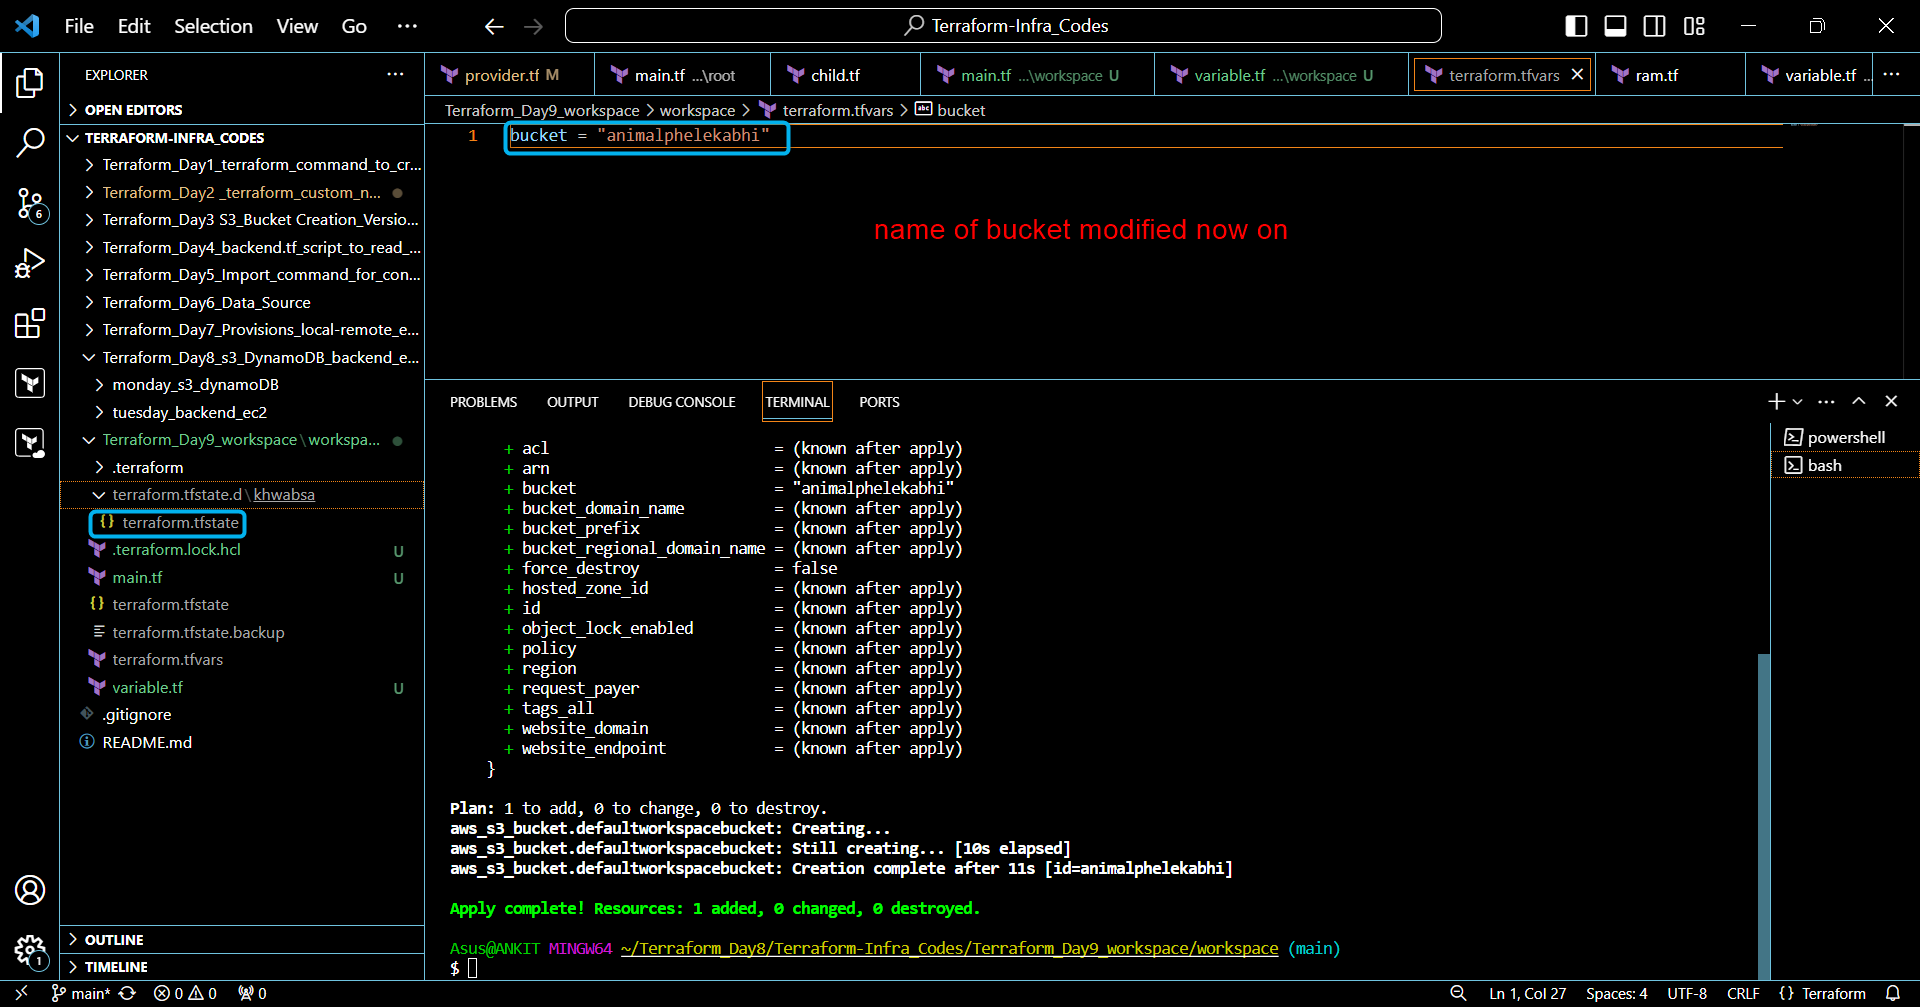 File Edit Selection View Go ···
Terraform-Infra_Codes
EXPLORER ···
OPEN EDITORS
TERRAFORM-INFRA_CODES
Terraform_Day1_terraform_command_to_cr...
Terraform_Day2 _terraform_custom_n...
Terraform_Day3 S3_Bucket Creation_Versio...
Terraform_Day4_backend.tf_script_to_read_...
Terraform_Day5_Import_command_for_con...
Terraform_Day6_Data_Source
Terraform_Day7_Provisions_local-remote_e...
Terraform_Day8_s3_DynamoDB_backend_e...
monday_s3_dynamoDB
tuesday_backend_ec2
Terraform_Day9_workspace\workspa...
.terraform
terraform.tfstate.d\khwabsa
{} terraform.tfstate
.terraform.lock.hcl U
main.tf U
{} terraform.tfstate
terraform.tfstate.backup
terraform.tfvars
variable.tf U
.gitignore
README.md
OUTLINE
TIMELINE
6
1
provider.tf M
main.tf ...\root
child.tf
main.tf ...\workspace U
variable.tf ...\workspace U
terraform.tfvars
ram.tf
variable.tf ...
···
Terraform_Day9_workspace > workspace > terraform.tfvars > abc bucket
1 bucket = "animalphelekabhi"
name of bucket modified now on
PROBLEMS OUTPUT DEBUG CONSOLE TERMINAL PORTS
powershell
bash
+ acl = (known after apply)
+ arn = (known after apply)
+ bucket = "animalphelekabhi"
+ bucket_domain_name = (known after apply)
+ bucket_prefix = (known after apply)
+ bucket_regional_domain_name = (known after apply)
+ force_destroy = false
+ hosted_zone_id = (known after apply)
+ id = (known after apply)
+ object_lock_enabled = (known after apply)
+ policy = (known after apply)
+ region = (known after apply)
+ request_payer = (known after apply)
+ tags_all = (known after apply)
+ website_domain = (known after apply)
+ website_endpoint = (known after apply)
}
Plan: 1 to add, 0 to change, 0 to destroy.
aws_s3_bucket.defaultworkspacebucket: Creating...
aws_s3_bucket.defaultworkspacebucket: Still creating... [10s elapsed]
aws_s3_bucket.defaultworkspacebucket: Creation complete after 11s [id=animalphelekabhi]
Apply complete! Resources: 1 added, 0 changed, 0 destroyed.
Asus@ANKIT MINGW64 ~/Terraform_Day8/Terraform-Infra_Codes/Terraform_Day9_workspace/workspace (main)
$
main* 0 0 0
Ln 1, Col 27 Spaces: 4 UTF-8 CRLF {} Terraform